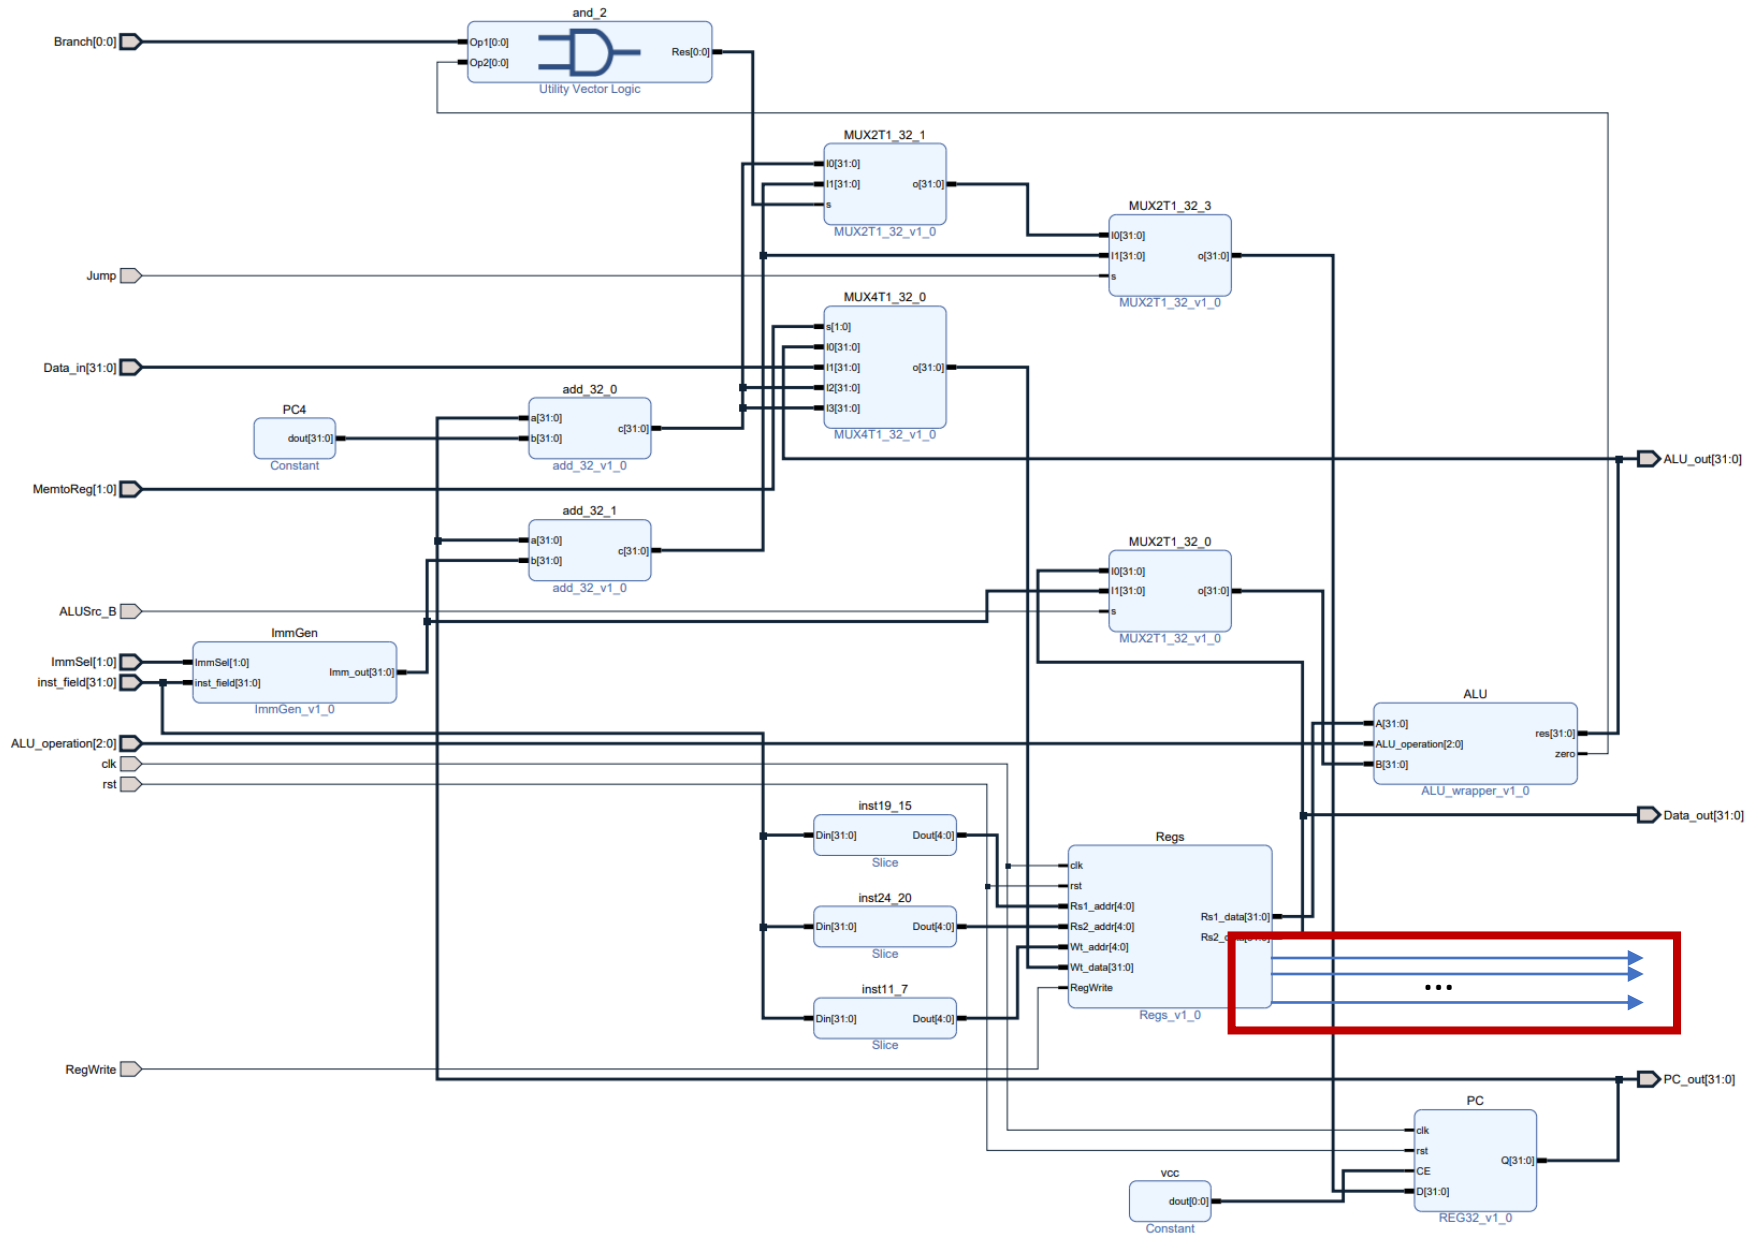 and_2
Branch[0:0]
Op1[0:0]
Op2[0:0]
Res[0:0]
Utility Vector Logic
MUX2T1_32_1
I0[31:0]
I1[31:0]
s
o[31:0]
MUX2T1_32_v1_0
MUX2T1_32_3
I0[31:0]
I1[31:0]
s
o[31:0]
MUX2T1_32_v1_0
Jump
MUX4T1_32_0
s[1:0]
I0[31:0]
I1[31:0]
I2[31:0]
I3[31:0]
o[31:0]
MUX4T1_32_v1_0
Data_in[31:0]
add_32_0
a[31:0]
b[31:0]
c[31:0]
add_32_v1_0
PC4
dout[31:0]
Constant
ALU_out[31:0]
MemtoReg[1:0]
add_32_1
a[31:0]
b[31:0]
c[31:0]
add_32_v1_0
MUX2T1_32_0
I0[31:0]
I1[31:0]
s
o[31:0]
MUX2T1_32_v1_0
ALUSrc_B
ImmGen
ImmSel[1:0]
inst_field[31:0]
ImmSel[1:0]
inst_field[31:0]
Imm_out[31:0]
ImmGen_v1_0
ALU
A[31:0]
ALU_operation[2:0]
B[31:0]
res[31:0]
zero
ALU_wrapper_v1_0
ALU_operation[2:0]
clk
rst
inst19_15
Din[31:0]
Dout[4:0]
Slice
Data_out[31:0]
inst24_20
Din[31:0]
Dout[4:0]
Slice
inst11_7
Din[31:0]
Dout[4:0]
Slice
Regs
clk
rst
Rs1_addr[4:0]
Rs2_addr[4:0]
Wt_addr[4:0]
Wt_data[31:0]
RegWrite
Rs1_data[31:0]
Regs_v1_0
...
RegWrite
PC_out[31:0]
PC
clk
rst
CE
D[31:0]
Q[31:0]
REG32_v1_0
vcc
dout[0:0]
Constant